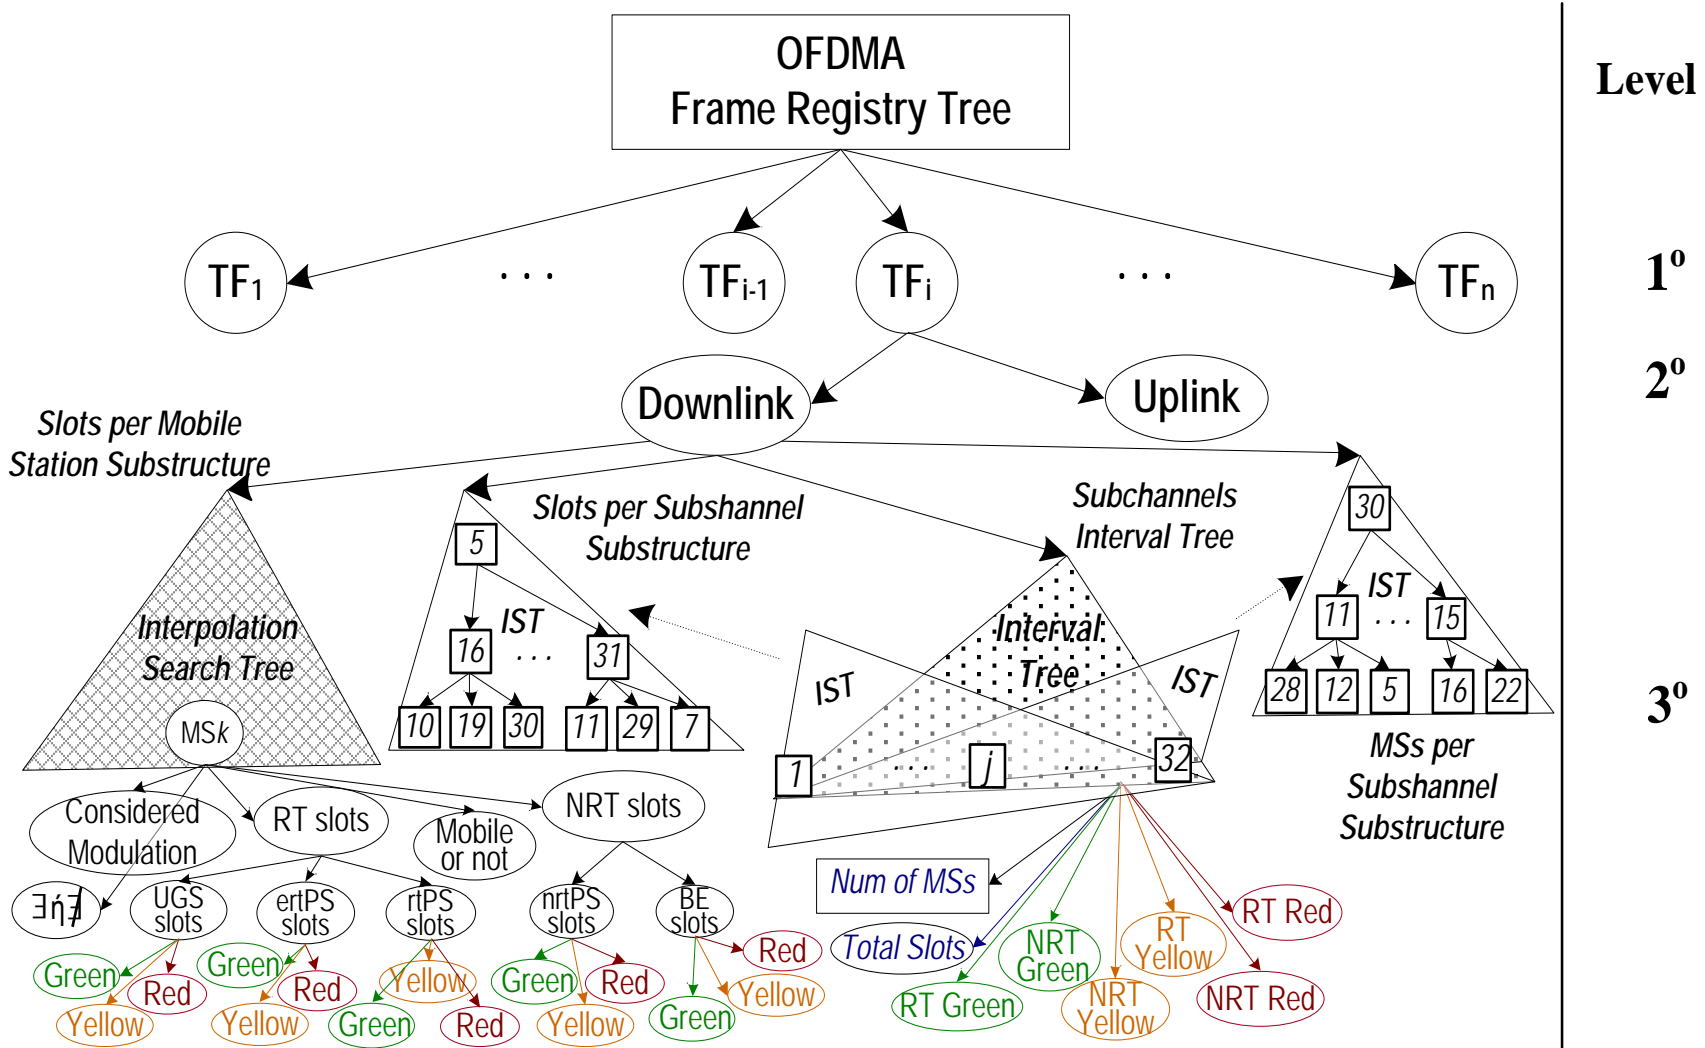 OFDMA
Frame Registry Tree
Level
TF1
. . .
TFi-1
TFi
. . .
TFn
1º
Downlink
Uplink
2º
Slots per Mobile
Station Substructure
Slots per Subshannel
Substructure
Subchannels
Interval Tree
5
IST
16
. . .
31
10
19
30
11
29
7
30
IST
11
. . .
15
28
12
5
16
22
Interpolation
Search Tree
MSk
Interval
Tree
IST
IST
1
. . .
j
. . .
32
3º
MSs per
Subshannel
Substructure
Considered
Modulation
RT slots
Mobile
or not
NRT slots
∃ή∄
UGS
slots
ertPS
slots
rtPS
slots
nrtPS
slots
BE
slots
Green
Red
Yellow
Green
Red
Yellow
Yellow
Green
Red
Green
Red
Yellow
Red
Yellow
Green
Num of MSs
Total Slots
RT Green
NRT
Green
NRT
Yellow
RT
Yellow
RT Red
NRT Red